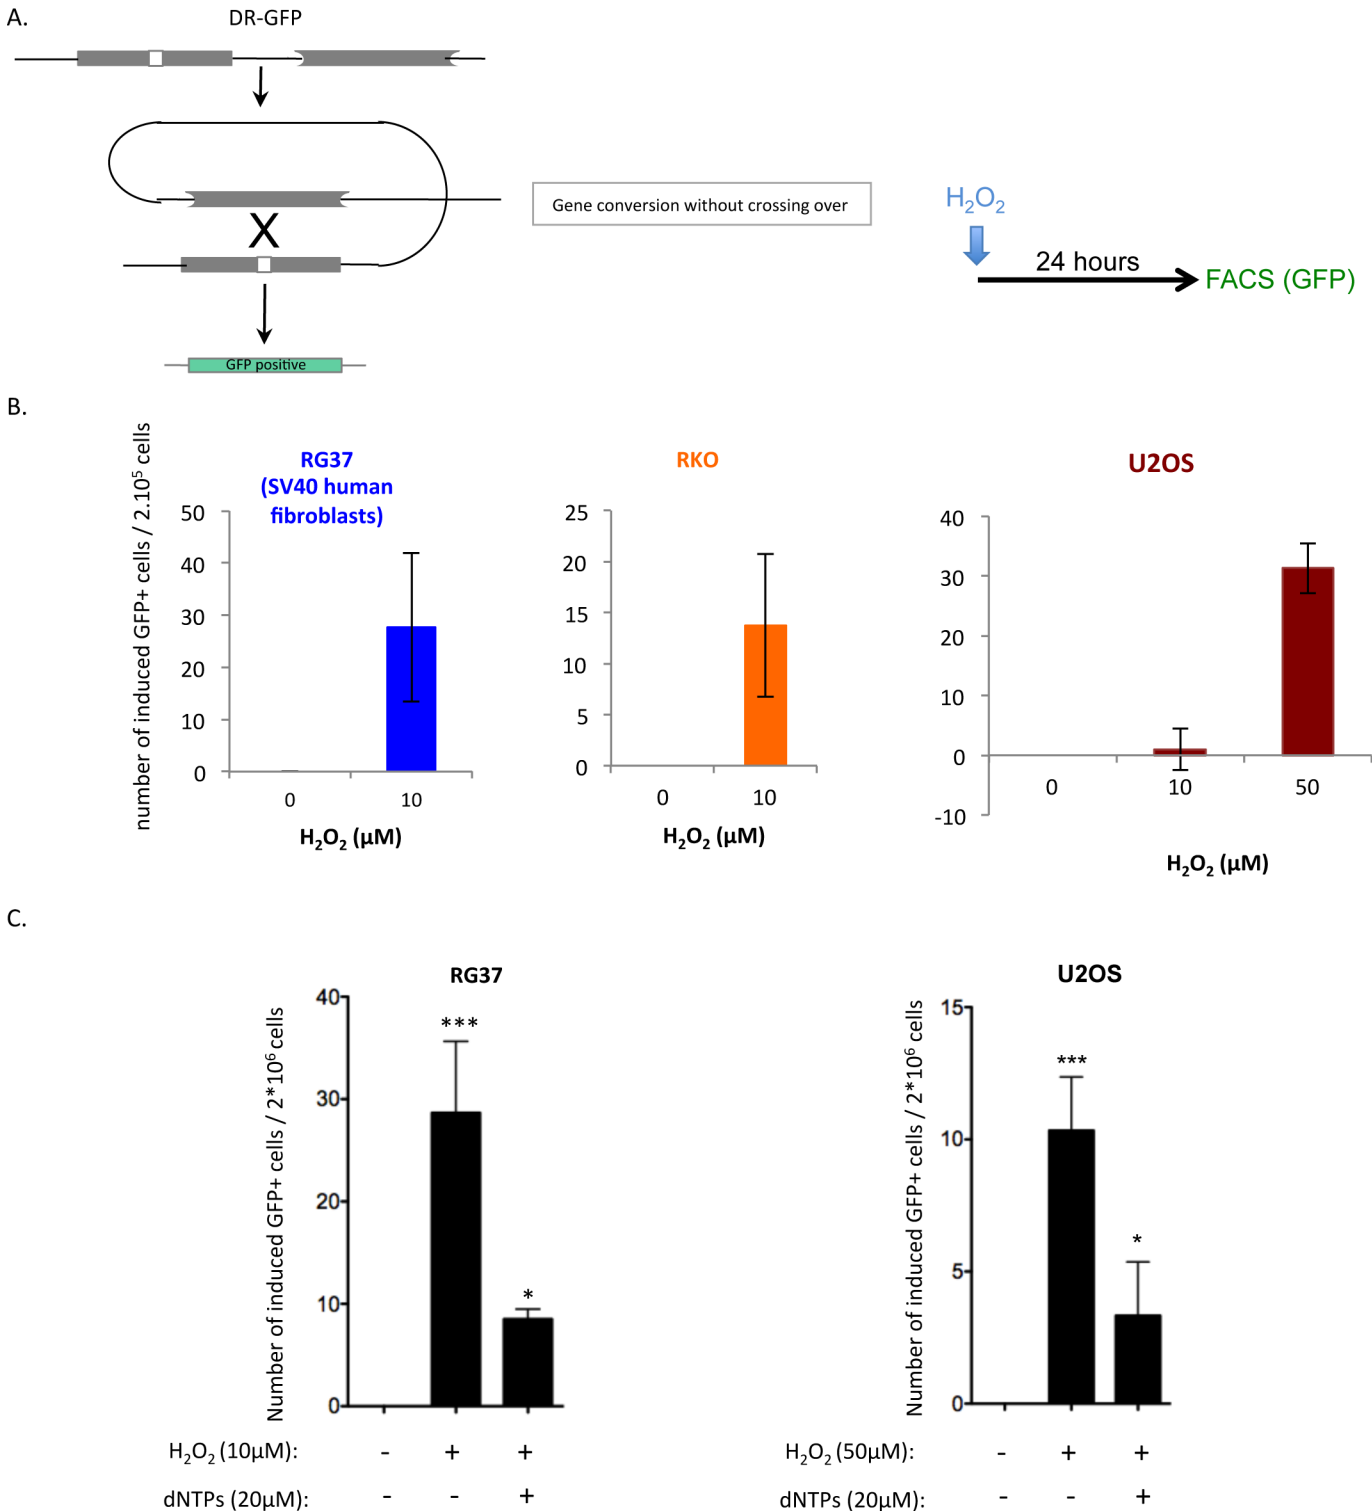 A.
DR-GFP
Gene conversion without crossing over
H₂O₂
24 hours
FACS (GFP)
GFP positive
B.
number of induced GFP+ cells / 2.10⁵ cells
RG37
(SV40 human
fibroblasts)
50
40
30
20
10
0
0
10
H₂O₂ (µM)
RKO
25
20
15
10
5
0
0
10
H₂O₂ (µM)
U2OS
40
30
20
10
0
-10
0
10
50
H₂O₂ (µM)
C.
RG37
Number of induced GFP+ cells / 2*10⁶ cells
40
30
20
10
0
***
*
H₂O₂ (10µM): - + +
dNTPs (20µM): - - +
U2OS
Number of induced GFP+ cells / 2*10⁶ cells
15
10
5
0
***
*
H₂O₂ (50µM): - + +
dNTPs (20µM): - - +